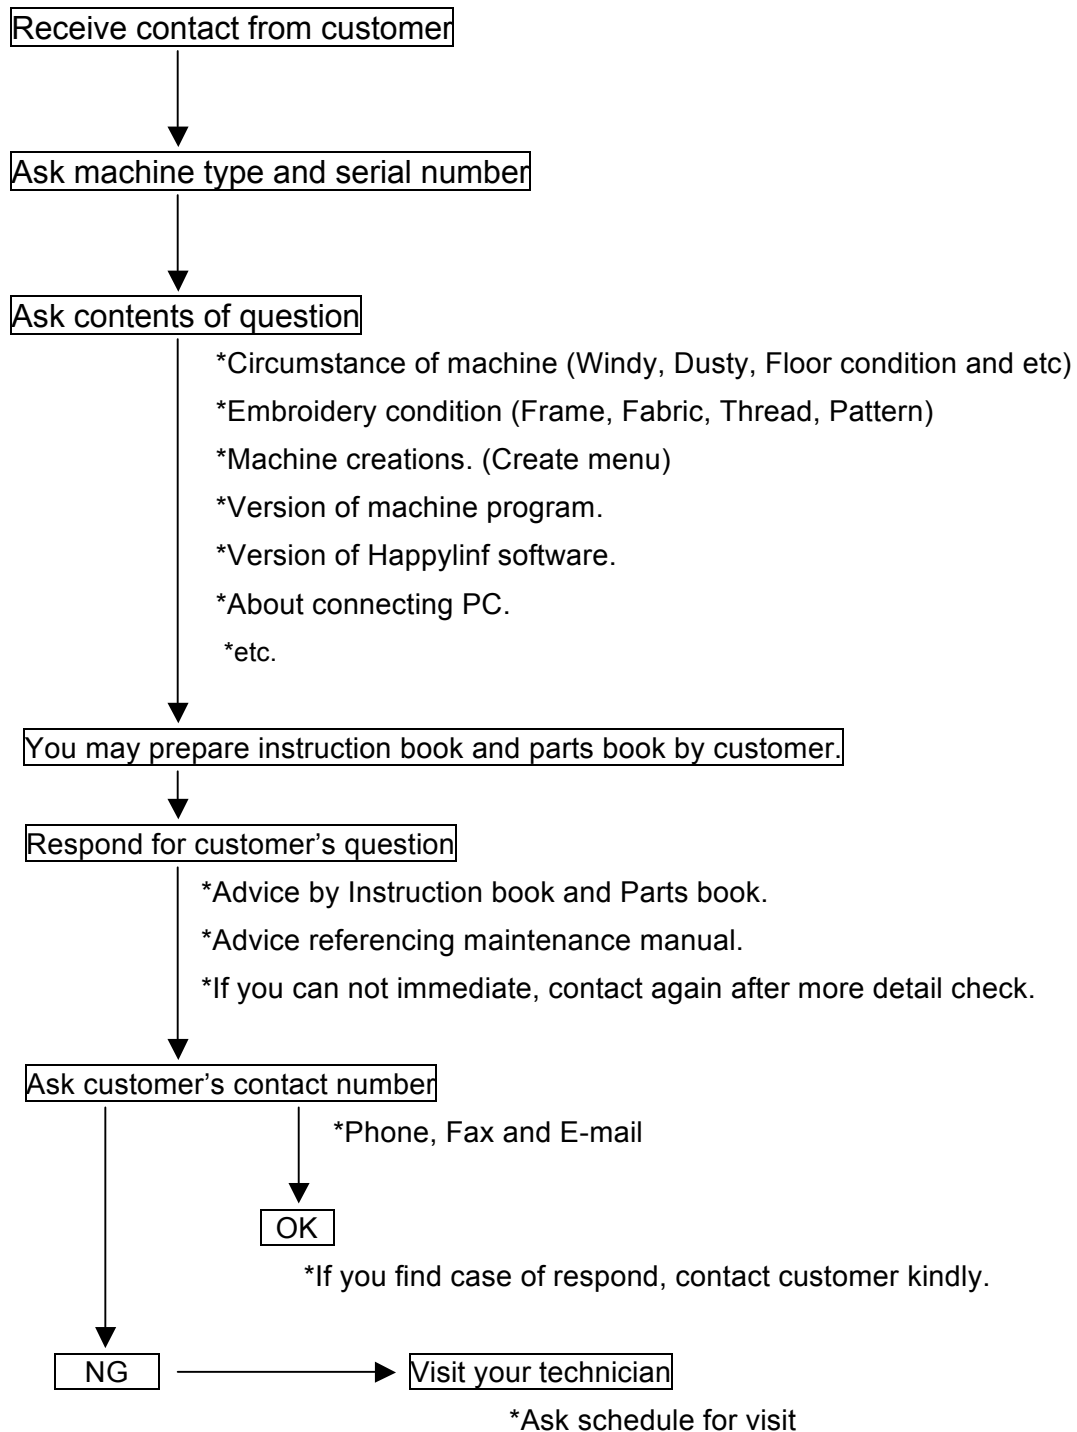 Receive contact from customer
Ask machine type and serial number
Ask contents of question
*Circumstance of machine (Windy, Dusty, Floor condition and etc)
*Embroidery condition (Frame, Fabric, Thread, Pattern)
*Machine creations. (Create menu)
*Version of machine program.
*Version of Happylinf software.
*About connecting PC.
*etc.
You may prepare instruction book and parts book by customer.
Respond for customer’s question
*Advice by Instruction book and Parts book.
*Advice referencing maintenance manual.
*If you can not immediate, contact again after more detail check.
Ask customer’s contact number
*Phone, Fax and E-mail
OK
*If you find case of respond, contact customer kindly.
NG
Visit your technician
*Ask schedule for visit